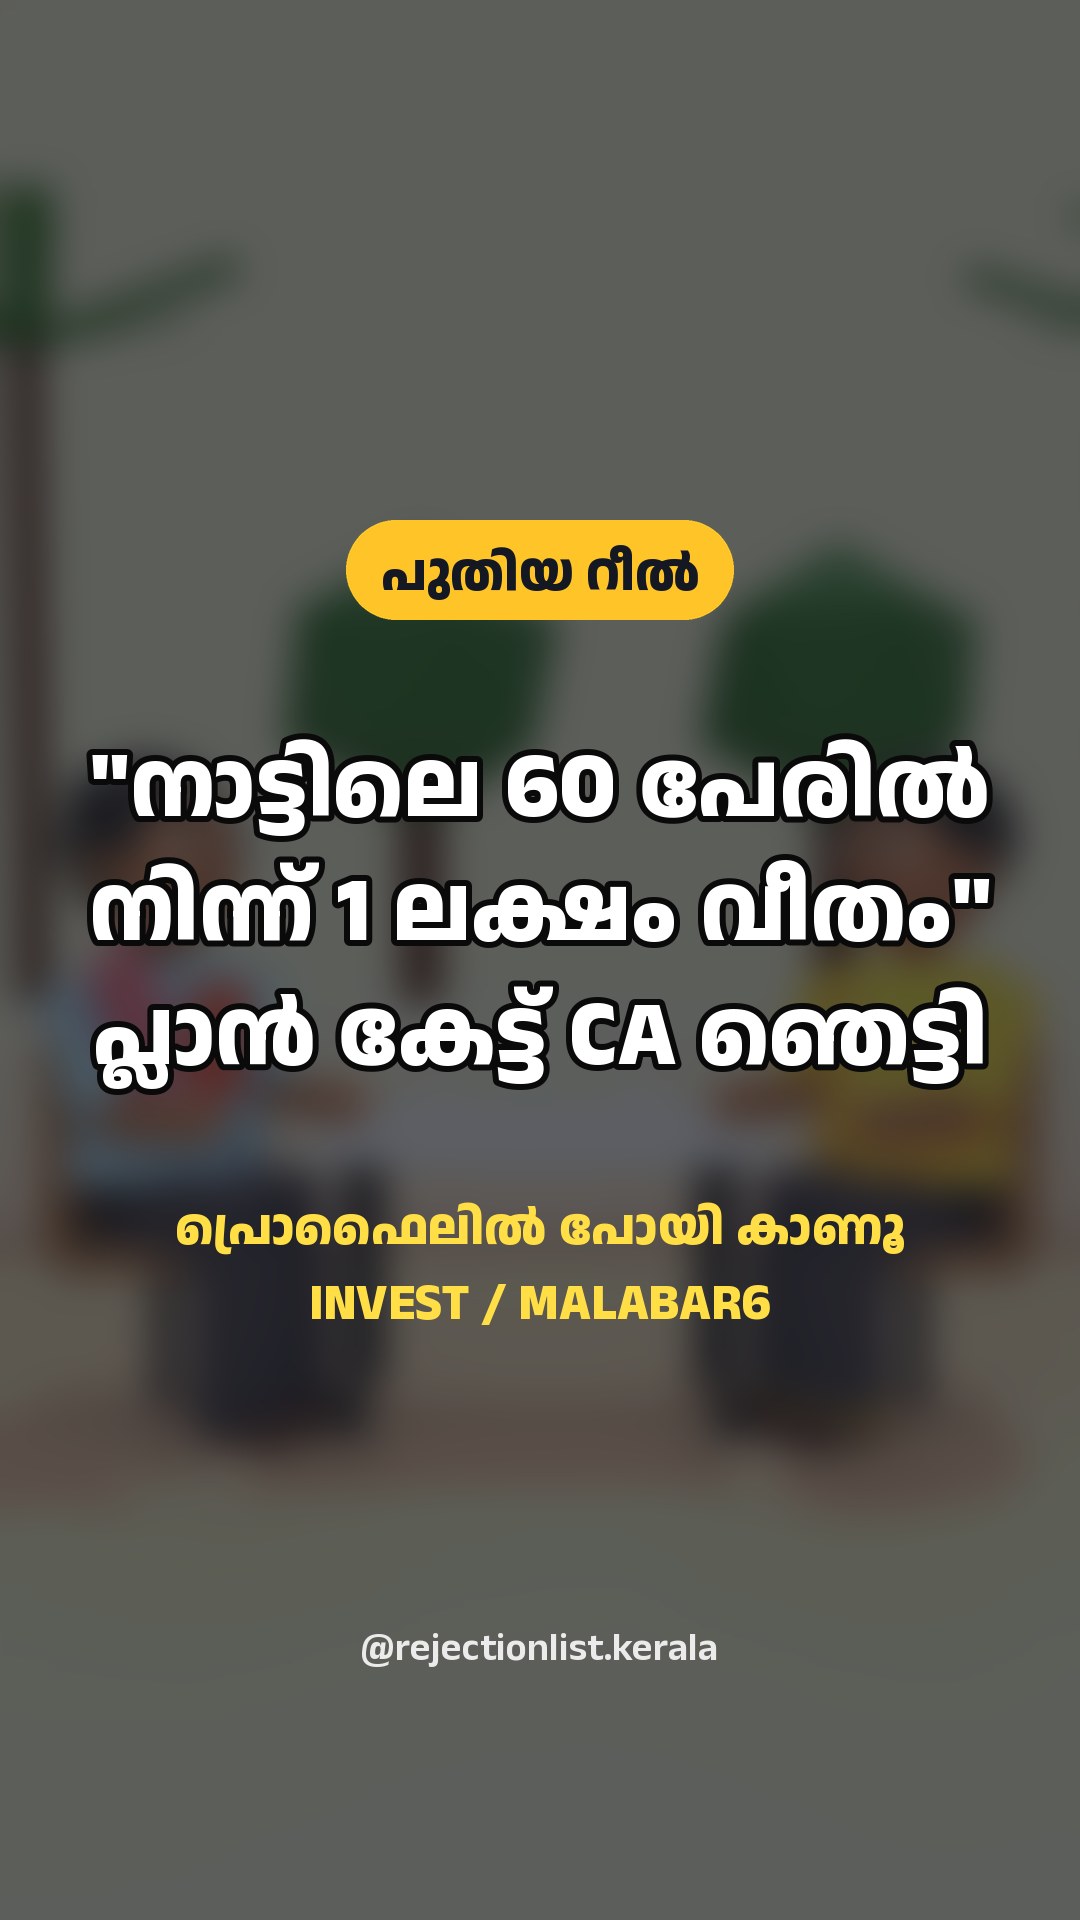 പുതിയ റീൽ
"നാട്ടിലെ 60 പേരിൽ
നിന്ന് 1 ലക്ഷം വീതം"
പ്ലാൻ കേട്ട് CA ഞെട്ടി
പ്രൊഫൈലിൽ പോയി കാണൂ
INVEST / MALABAR6
@rejectionlist.kerala